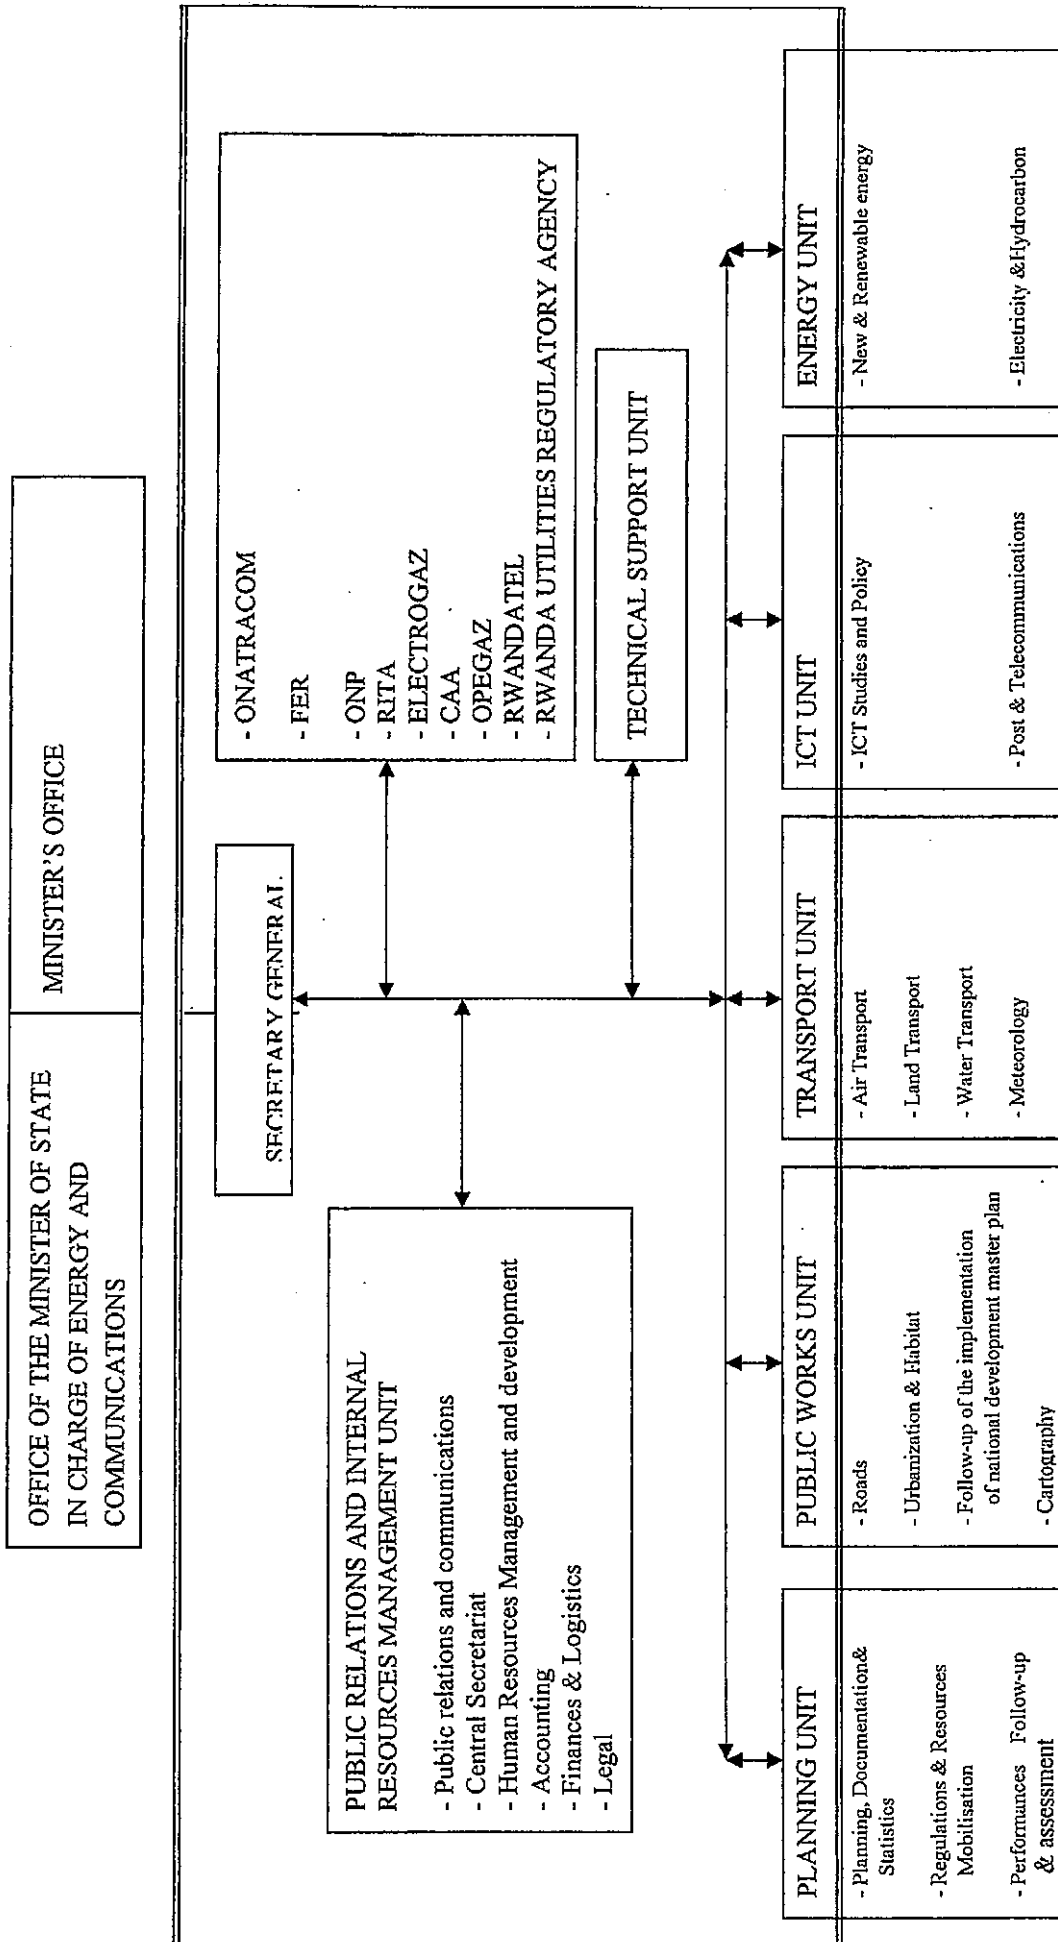 OFFICE OF THE MINISTER OF STATE
IN CHARGE OF ENERGY AND
COMMUNICATIONS
MINISTER'S OFFICE
SECRETARY GENERAL
PUBLIC RELATIONS AND INTERNAL
RESOURCES MANAGEMENT UNIT
- Public relations and communications
- Central Secretariat
- Human Resources Management and development
- Accounting
- Finances & Logistics
- Legal
- ONATRACOM
- FER
- ONP
- RITA
- ELECTROGAZ
- CAA
- OPEGAZ
- RWANDATEL
- RWANDA UTILITIES REGULATORY AGENCY
TECHNICAL SUPPORT UNIT
PLANNING UNIT
- Planning, Documentation&
Statistics
- Regulations & Resources
Mobilisation
- Performances Follow-up
& assessment
PUBLIC WORKS UNIT
- Roads
- Urbanization & Habitat
- Follow-up of the implementation
of national development master plan
- Cartography
TRANSPORT UNIT
- Air Transport
- Land Transport
- Water Transport
- Meteorology
ICT UNIT
- ICT Studies and Policy
- Post & Telecommunications
ENERGY UNIT
- New & Renewable energy
- Electricity &Hydrocarbon